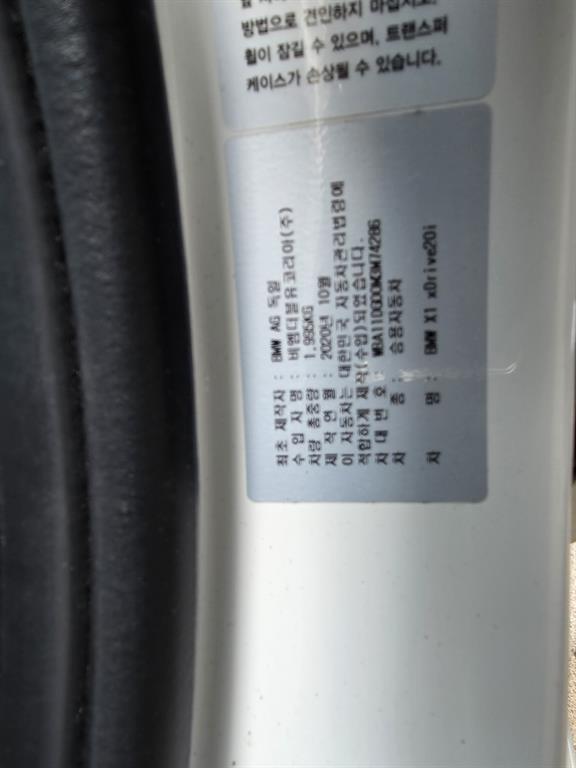 방법으로 견인하지 마십시오.
휠이 잠길 수 있으며, 트랜스퍼
케이스가 손상될 수 있습니다.
최초 제작자 : BMW AG 독일
수 입 자 명 : 비엠더블유코리아(주)
차량 총중량 : 1,995KG
제 작 연 월 : 2020년 10월
이 자동차는 대한민국 자동차관리법령에
적합하게 제작(수입)되었습니다.
차 대 번 호 :
차 종 : 승용자동차
차 명 : BMW X1 xDrive20i